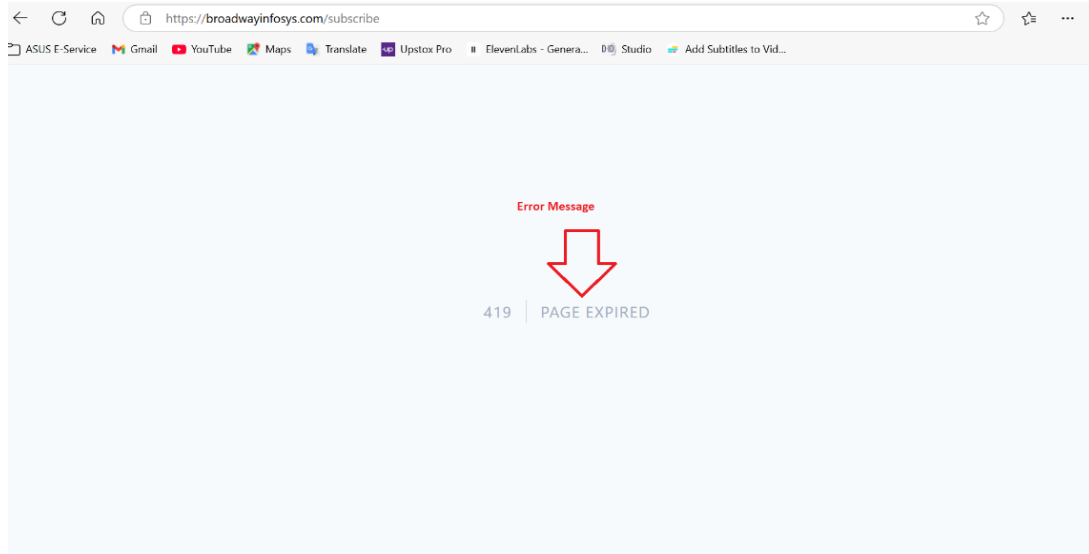 https://broadwayinfosys.com/subscribe
ASUS E-Service Gmail YouTube Maps Translate up Upstox Pro ElevenLabs - Genera... Studio Add Subtitles to Vid...
Error Message
419 PAGE EXPIRED